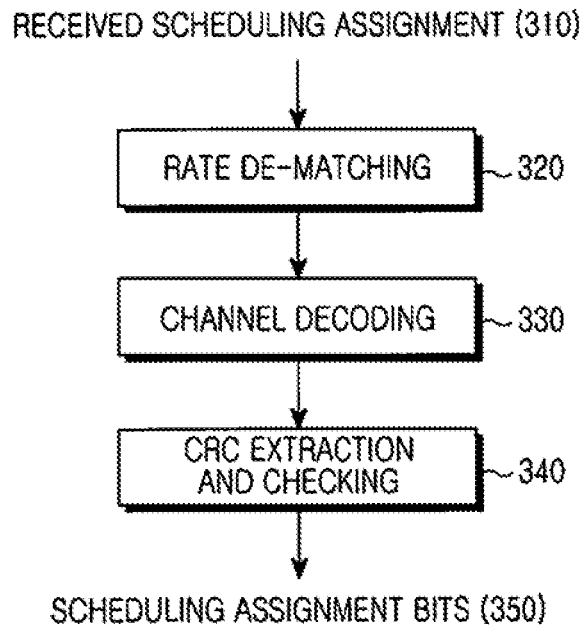 RECEIVED SCHEDULING ASSIGNMENT (310)
RATE DE-MATCHING
320
CHANNEL DECODING
330
CRC EXTRACTION
AND CHECKING
340
SCHEDULING ASSIGNMENT BITS (350)